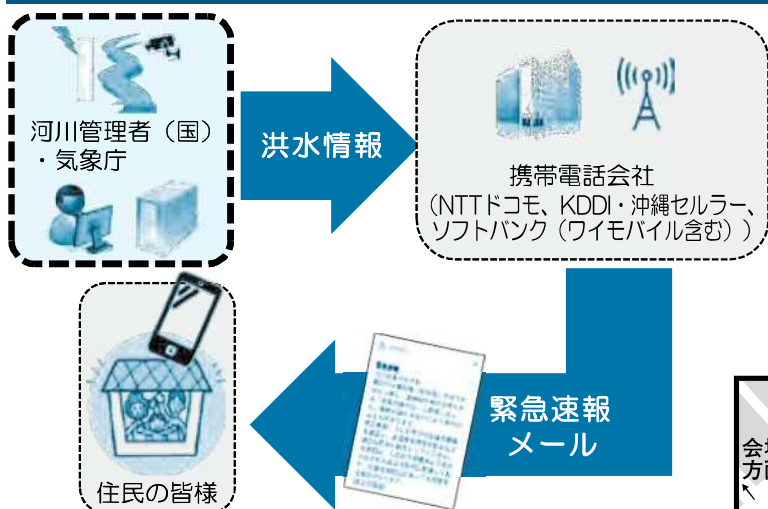 河川管理者（国）
・気象庁
洪水情報
携帯電話会社
（NTTドコモ、KDDI・沖縄セルラー、
ソフトバンク（ワイモバイル含む））
緊急速報
メール
住民の皆様